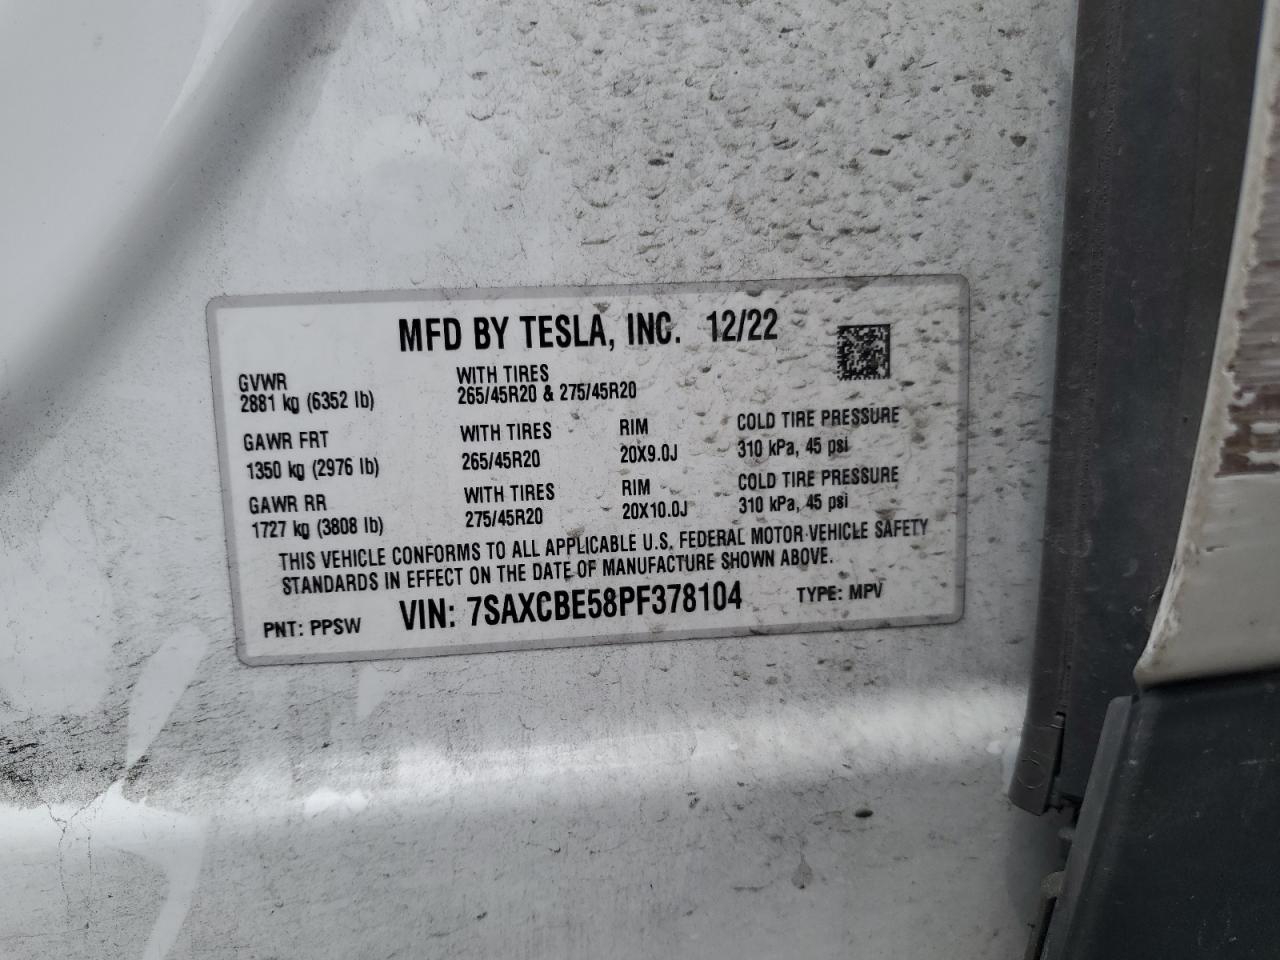 MFD BY TESLA, INC. 12/22
GVWR WITH TIRES
2881 kg (6352 lb) 265/45R20 & 275/45R20
GAWR FRT WITH TIRES RIM COLD TIRE PRESSURE
1350 kg (2976 lb) 265/45R20 20X9.0J 310 kPa, 45 psi
GAWR RR WITH TIRES RIM COLD TIRE PRESSURE
1727 kg (3808 lb) 275/45R20 20X10.0J 310 kPa, 45 psi
THIS VEHICLE CONFORMS TO ALL APPLICABLE U.S. FEDERAL MOTOR VEHICLE SAFETY
STANDARDS IN EFFECT ON THE DATE OF MANUFACTURE SHOWN ABOVE.
PNT: PPSW VIN: 7SAXCBE58PF378104 TYPE: MPV